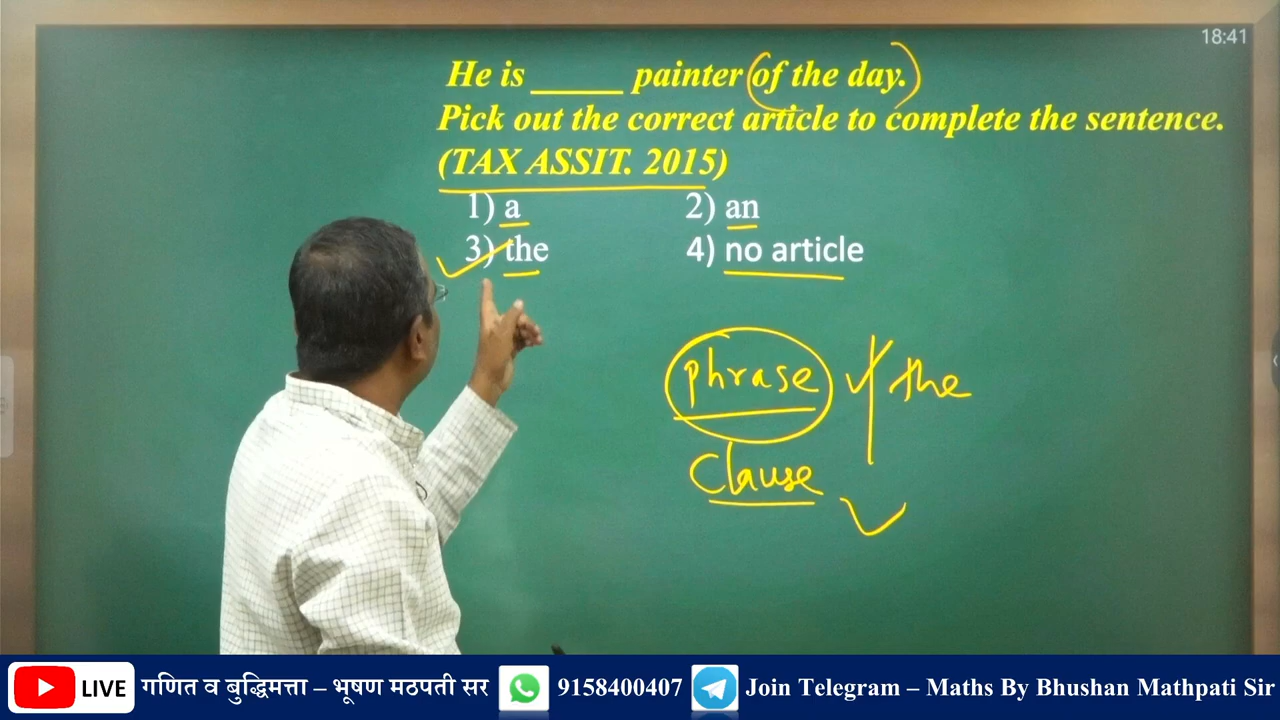 18:41
He is _____ painter of the day.
Pick out the correct article to complete the sentence.
(TAX ASSIT. 2015)
1) a 2) an
3) the 4) no article
phrase the
Clause
LIVE गणित व बुद्धिमत्ता – भूषण मठपती सर 9158400407 Join Telegram – Maths By Bhushan Mathpati Sir